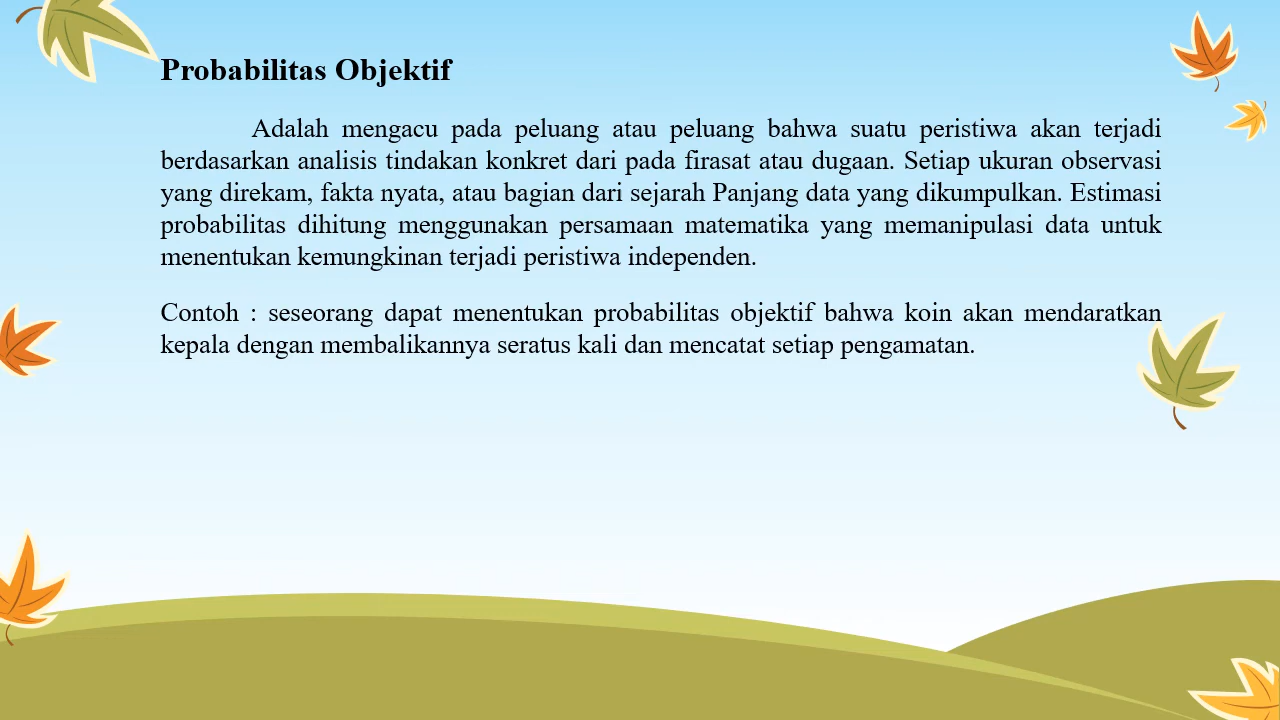 Probabilitas Objektif
Adalah mengacu pada peluang atau peluang bahwa suatu peristiwa akan terjadi
berdasarkan analisis tindakan konkret dari pada firasat atau dugaan. Setiap ukuran observasi
yang direkam, fakta nyata, atau bagian dari sejarah Panjang data yang dikumpulkan. Estimasi
probabilitas dihitung menggunakan persamaan matematika yang memanipulasi data untuk
menentukan kemungkinan terjadi peristiwa independen.
Contoh : seseorang dapat menentukan probabilitas objektif bahwa koin akan mendaratkan
kepala dengan membalikannya seratus kali dan mencatat setiap pengamatan.